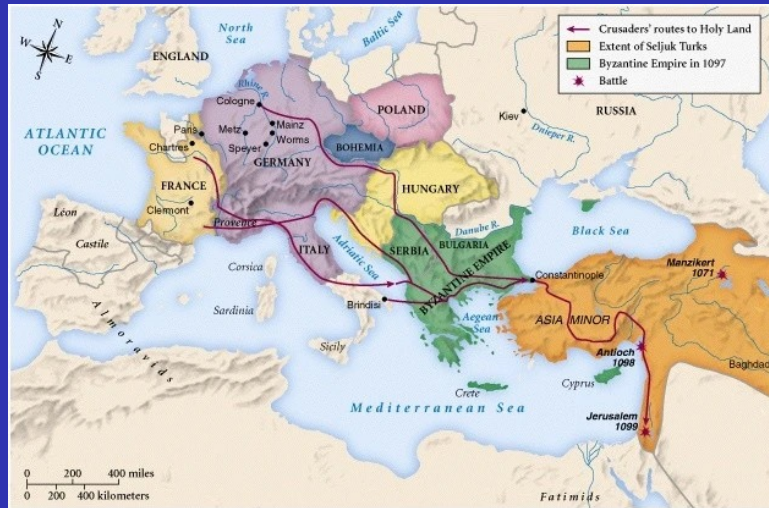 Crusaders' routes to Holy Land
Extent of Seljuk Turks
Byzantine Empire in 1097
Battle
N
W
E
S
North
Sea
Baltic Sea
ENGLAND
ATLANTIC
OCEAN
Rhine R.
Cologne
Paris
Chartres
Metz
Mainz
Worms
Speyer
GERMANY
POLAND
BOHEMIA
Kiev
Dnieper R.
RUSSIA
FRANCE
Clermont
HUNGARY
Provence
León
Castile
Almoravids
ITALY
Adriatic Sea
Corsica
Sardinia
SERBIA
Danube R.
BULGARIA
BYZANTINE EMPIRE
Black Sea
Constantinople
Manzikert
1071
Brindisi
Aegean
Sea
ASIA MINOR
Sicily
Antioch
1098
Baghdad
Crete
Cyprus
Mediterranean Sea
Jerusalem
1099
0 200 400 miles
0 200 400 kilometers
Fatimids